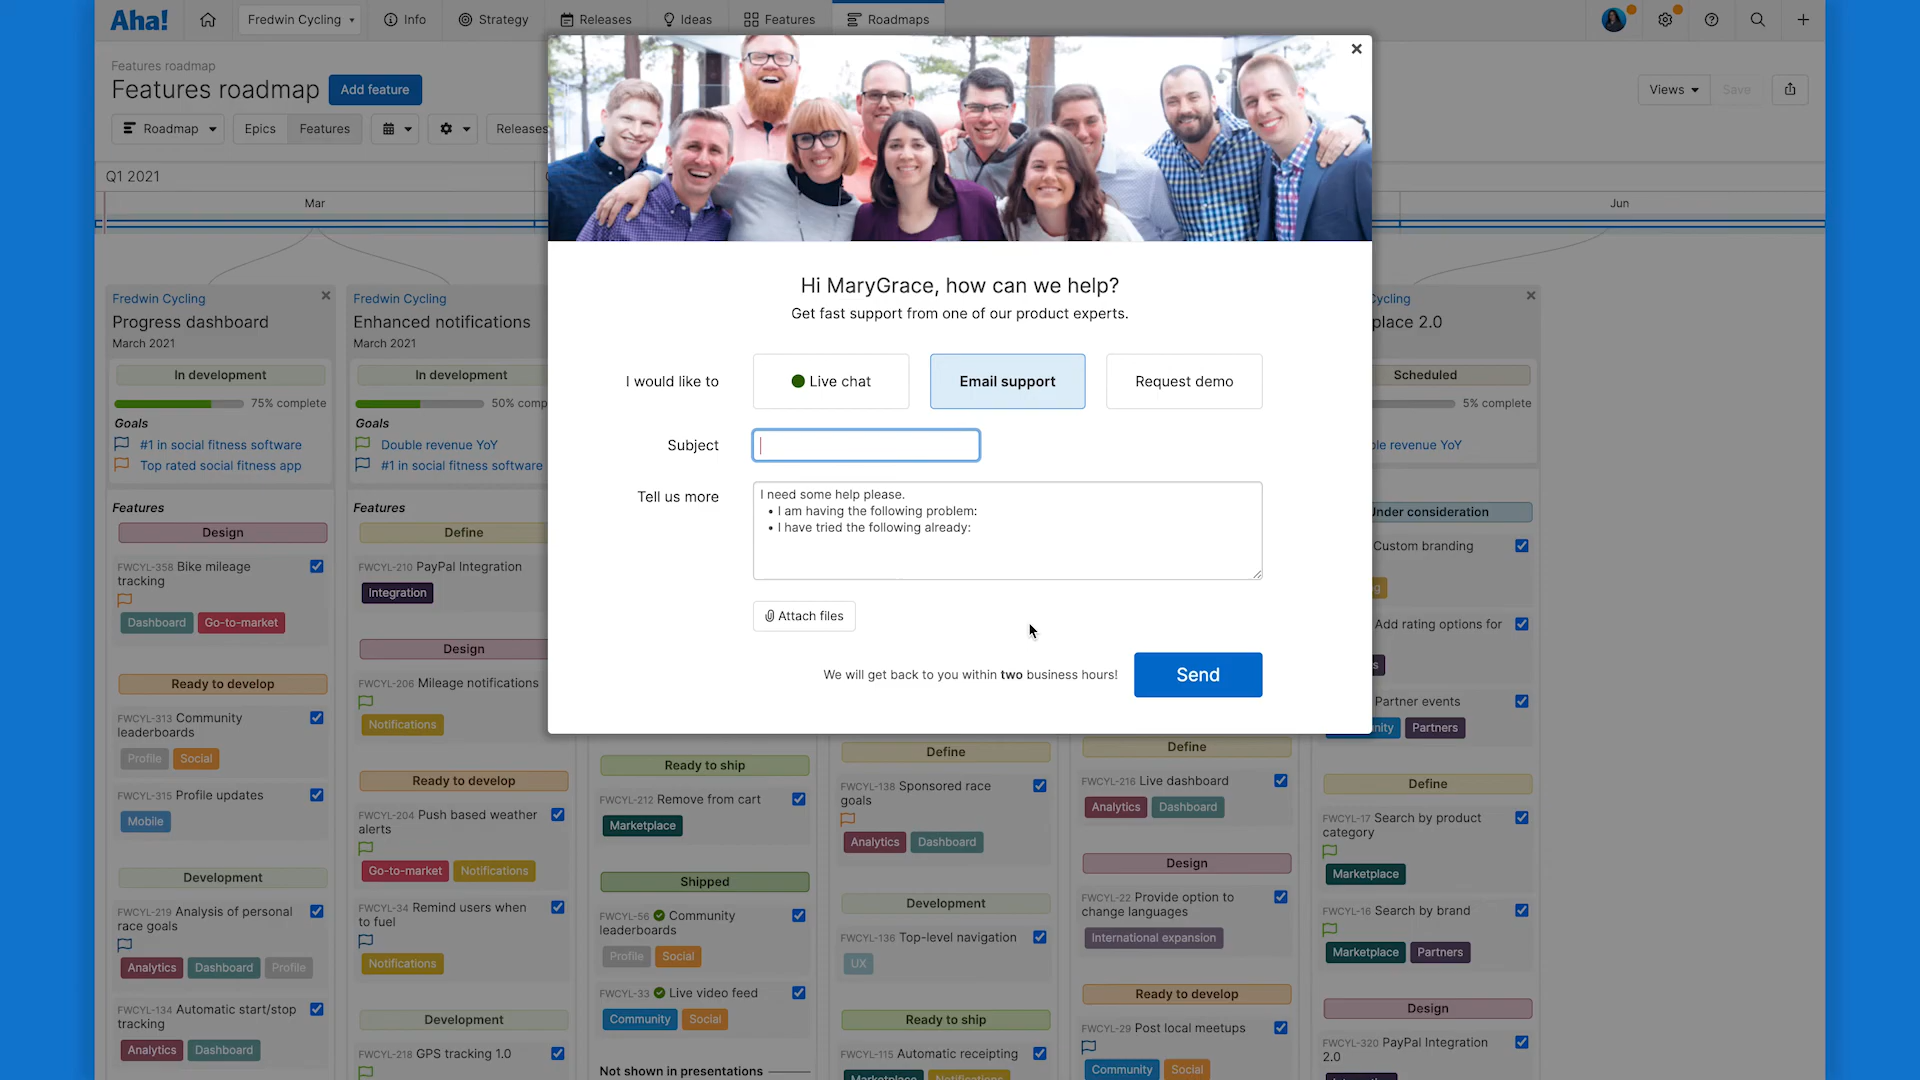 Aha!
Fredwin Cycling
Info
Strategy
Releases
Ideas
Features
Roadmaps
Features roadmap
Features roadmap
Add feature
Views
Save
Roadmap
Epics
Features
Releases
Q1 2021
Mar
Jun
Hi MaryGrace, how can we help?
Get fast support from one of our product experts.
I would like to
Live chat
Email support
Request demo
Subject
Tell us more
I need some help please.
• I am having the following problem:
• I have tried the following already:
Attach files
We will get back to you within two business hours!
Send
Fredwin Cycling
Progress dashboard
March 2021
In development
75% complete
Goals
#1 in social fitness software
Top rated social fitness app
Features
Design
FWCYL-358 Bike mileage
tracking
Dashboard
Go-to-market
Ready to develop
FWCYL-313 Community
leaderboards
Profile
Social
FWCYL-315 Profile updates
Mobile
Development
FWCYL-219 Analysis of personal
race goals
Analytics
Dashboard
Profile
FWCYL-134 Automatic start/stop
tracking
Analytics
Dashboard
Fredwin Cycling
Enhanced notifications
March 2021
In development
50% comp
Goals
Double revenue YoY
#1 in social fitness software
Features
Define
FWCYL-210 PayPal Integration
Integration
Design
FWCYL-206 Mileage notifications
Notifications
Ready to develop
FWCYL-204 Push based weather
alerts
Go-to-market
Notifications
FWCYL-34 Remind users when
to fuel
Notifications
Development
FWCYL-218 GPS tracking 1.0
Ready to ship
FWCYL-212 Remove from cart
Marketplace
Shipped
FWCYL-56 Community
leaderboards
Profile
Social
FWCYL-33 Live video feed
Community
Social
Not shown in presentations
Define
FWCYL-138 Sponsored race
goals
Analytics
Dashboard
Development
FWCYL-136 Top-level navigation
UX
Ready to ship
FWCYL-115 Automatic receipting
Marketplace
Notifications
Define
FWCYL-216 Live dashboard
Analytics
Dashboard
Design
FWCYL-22 Provide option to
change languages
International expansion
Ready to develop
FWCYL-29 Post local meetups
Community
Social
Cycling
place 2.0
Scheduled
5% complete
ble revenue YoY
Under consideration
Custom branding
Add rating options for
Partner events
nity
Partners
Define
FWCYL-17 Search by product
category
Marketplace
FWCYL-16 Search by brand
Marketplace
Partners
Design
FWCYL-320 PayPal Integration
2.0